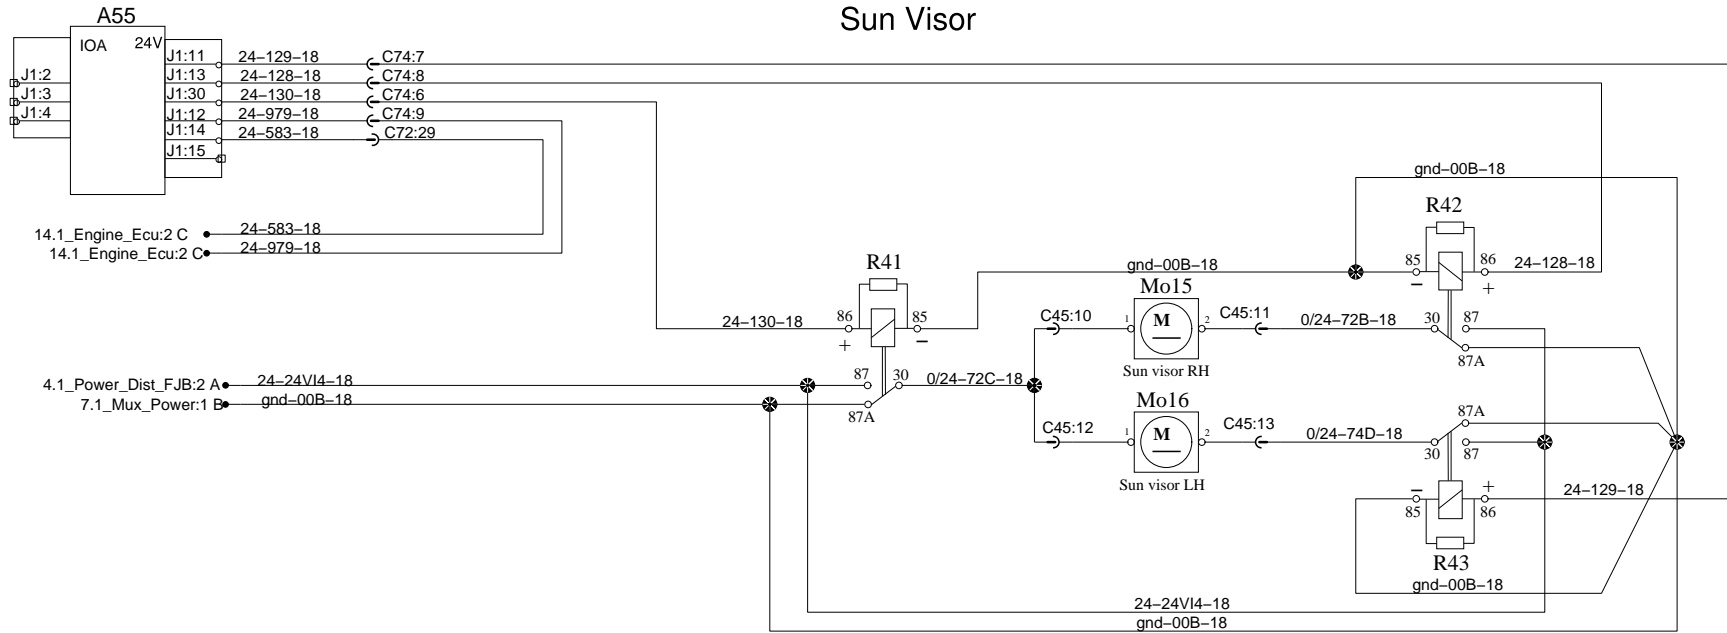 Sun Visor
A55
IOA 24V
J1:2
J1:3
J1:4
J1:11 24–129–18 C74:7
J1:13 24–128–18 C74:8
J1:30 24–130–18 C74:6
J1:12 24–979–18 C74:9
J1:14 24–583–18 C72:29
J1:15
14.1_Engine_Ecu:2 C 24–583–18
14.1_Engine_Ecu:2 C 24–979–18
gnd–00B–18
R42
85 86 24–128–18
– +
R41
gnd–00B–18
Mo15
24–130–18 86 85
+ –
C45:10 1 M 2 C45:11 0/24–72B–18 30 87
87A
Sun visor RH
4.1_Power_Dist_FJB:2 A 24–24VI4–18 87 30 0/24–72C–18
7.1_Mux_Power:1 B gnd–00B–18
87A
Mo16
C45:12 1 M 2 C45:13 0/24–74D–18 87A
30 87
Sun visor LH
– +
85 86 24–129–18
R43
gnd–00B–18
24–24VI4–18
gnd–00B–18